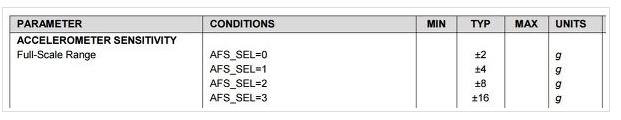 PARAMETER CONDITIONS MIN TYP MAX UNITS
ACCELEROMETER SENSITIVITY
Full-Scale Range AFS_SEL=0 ±2 g
AFS_SEL=1 ±4 g
AFS_SEL=2 ±8 g
AFS_SEL=3 ±16 g